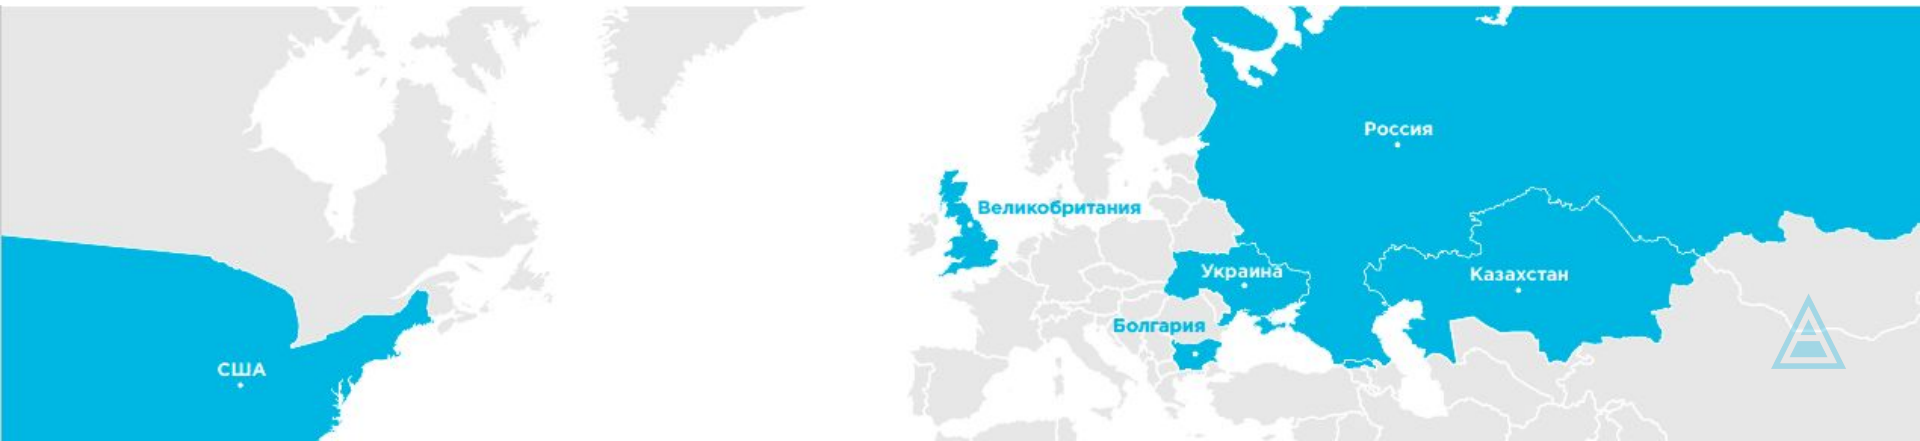 Россия
Великобритания
Украина
Казахстан
Болгария
США